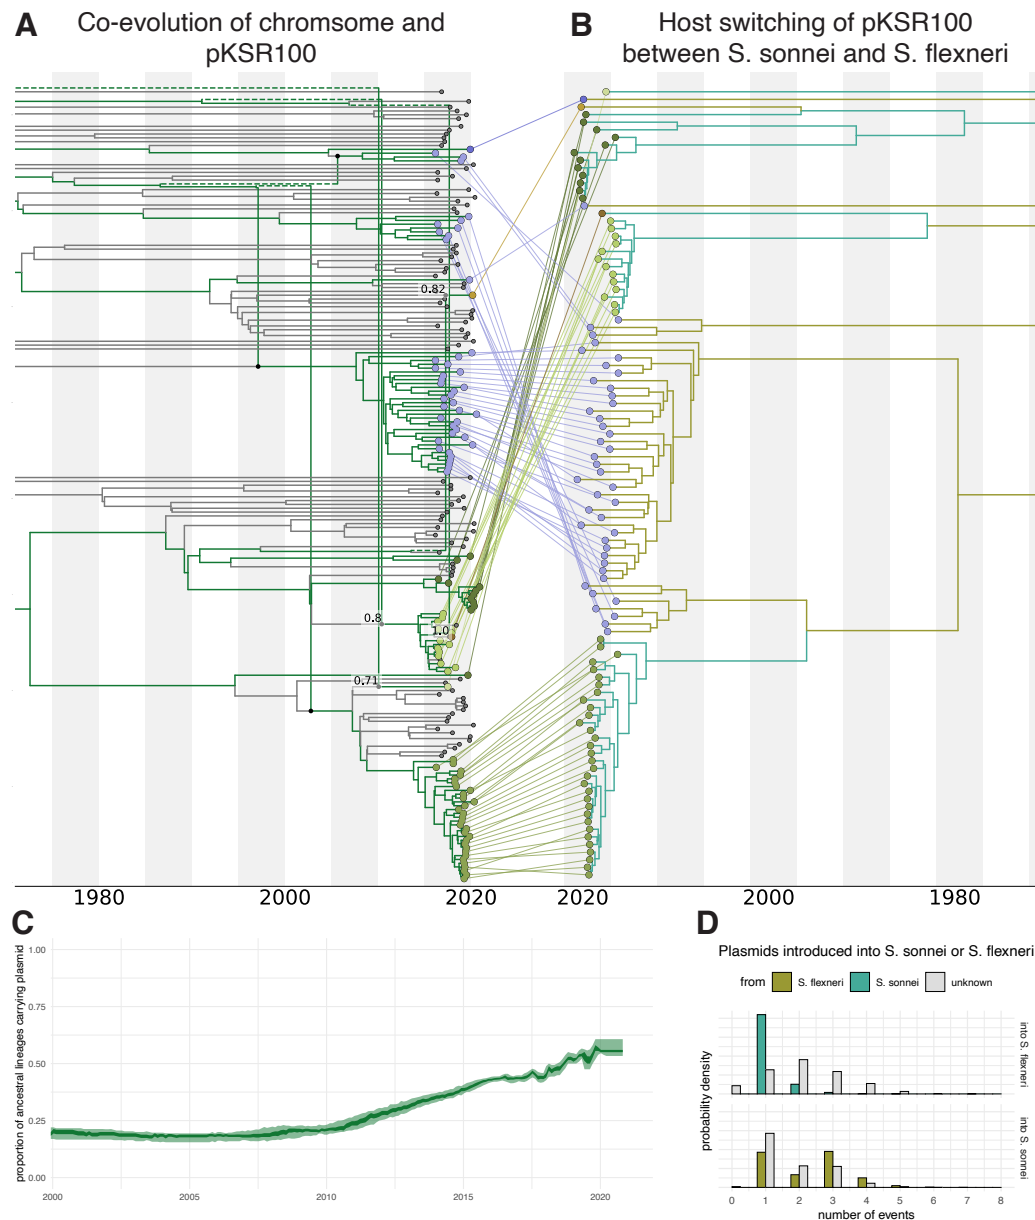 A
Co-evolution of chromsome and
pKSR100
B
Host switching of pKSR100
between S. sonnei and S. flexneri
0.82
0.8
1.0
0.71
1980
2000
2020
2020
2000
1980
C
proportion of ancestral lineages carrying plasmid
1.00
0.75
0.50
0.25
0.00
2000
2005
2010
2015
2020
D
Plasmids introduced into S. sonnei or S. flexneri
from
S. flexneri
S. sonnei
unknown
probability density
into S. flexneri
into S. sonnei
0
1
2
3
4
5
6
7
8
number of events